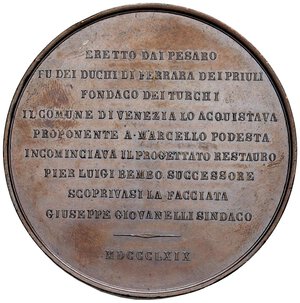 ERETTO DAI PESARO
FU DEI DUCHI DI FERRARA DEI PRIULI
FONDACO DEI TURCHI
IL COMUNE DI VENEZIA LO ACQUISTAVA
PROPONENTE A·MARCELLO PODESTA
INCOMINCIAVA IL PROGETTATO RESTAURO
PIER LUIGI BEMBO SUCCESSORE
SCOPRIVASI LA FACCIATA
GIUSEPPE GIOVANELLI SINDACO
MDCCCLXIX